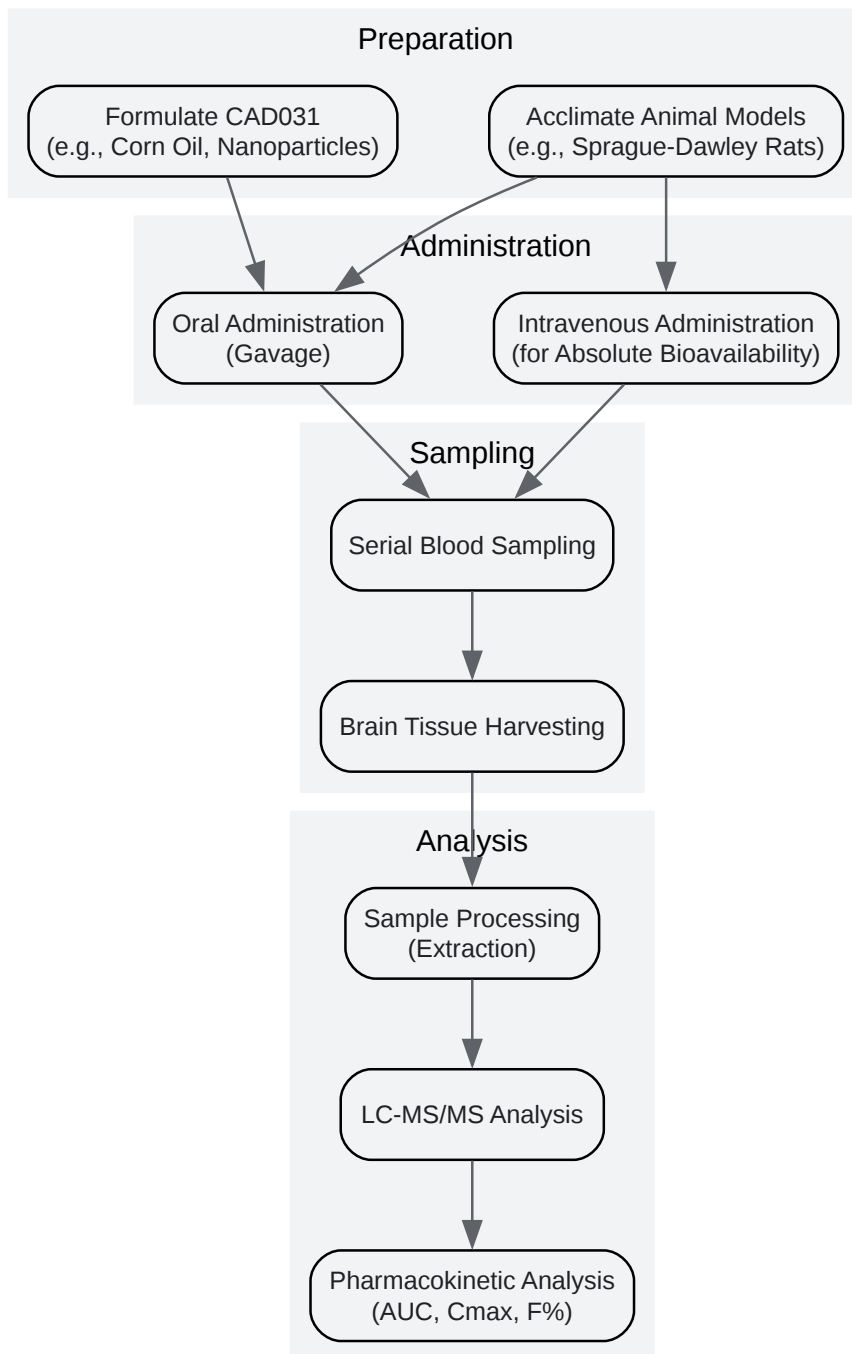 Preparation
Formulate CAD031
(e.g., Corn Oil, Nanoparticles)
Acclimate Animal Models
(e.g., Sprague-Dawley Rats)
Administration
Oral Administration
(Gavage)
Intravenous Administration
(for Absolute Bioavailability)
Sampling
Serial Blood Sampling
Brain Tissue Harvesting
Analysis
Sample Processing
(Extraction)
LC-MS/MS Analysis
Pharmacokinetic Analysis
(AUC, Cmax, F%)